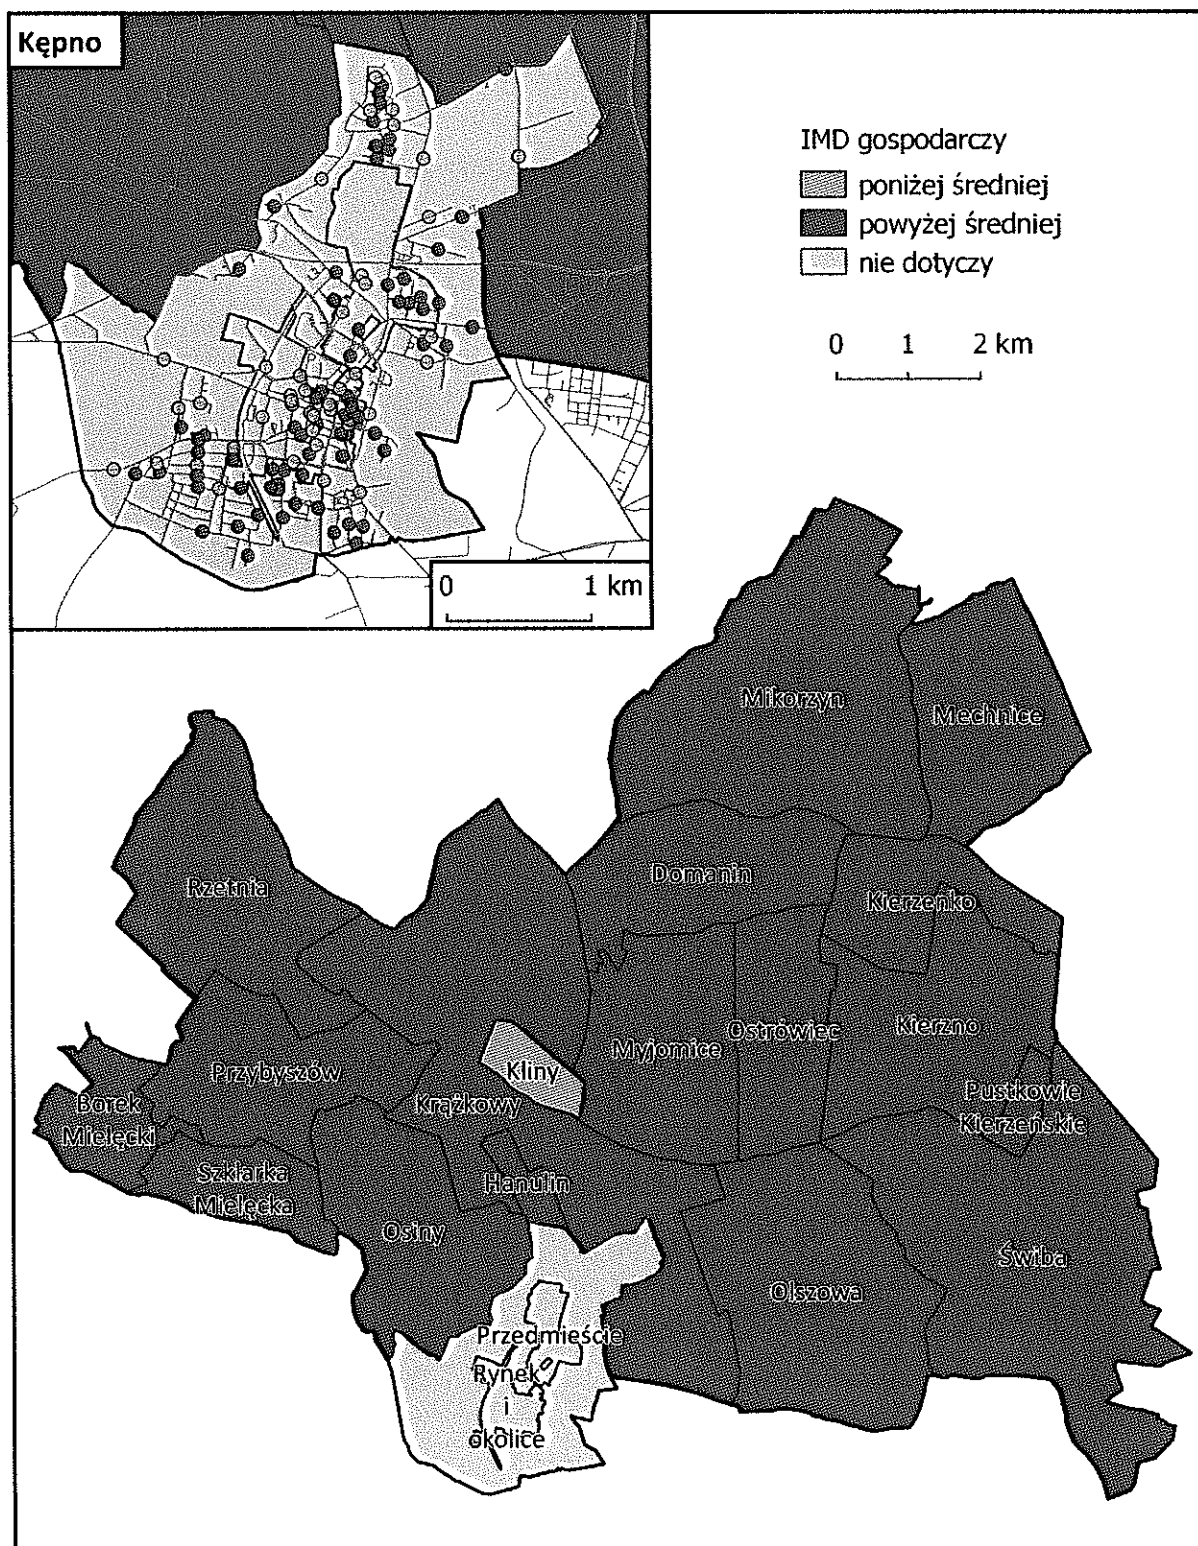 Kępno
IMD gospodarczy
poniżej średniej
powyżej średniej
nie dotyczy
0 1 2 km
0 1 km
Mikorzyn
Mechnice
Rzetnia
Domanin
Kierzeńko
Ostrówiec
Kierzno
Myjomice
Kliny
Przybyszów
Krążkowy
Pustkowie
Kierzeńskie
Borek
Mielęcki
Szklarka
Mielęcka
Hanulin
Osiny
Olszowa
Świba
Przedmieście
Rynek
i
okolice